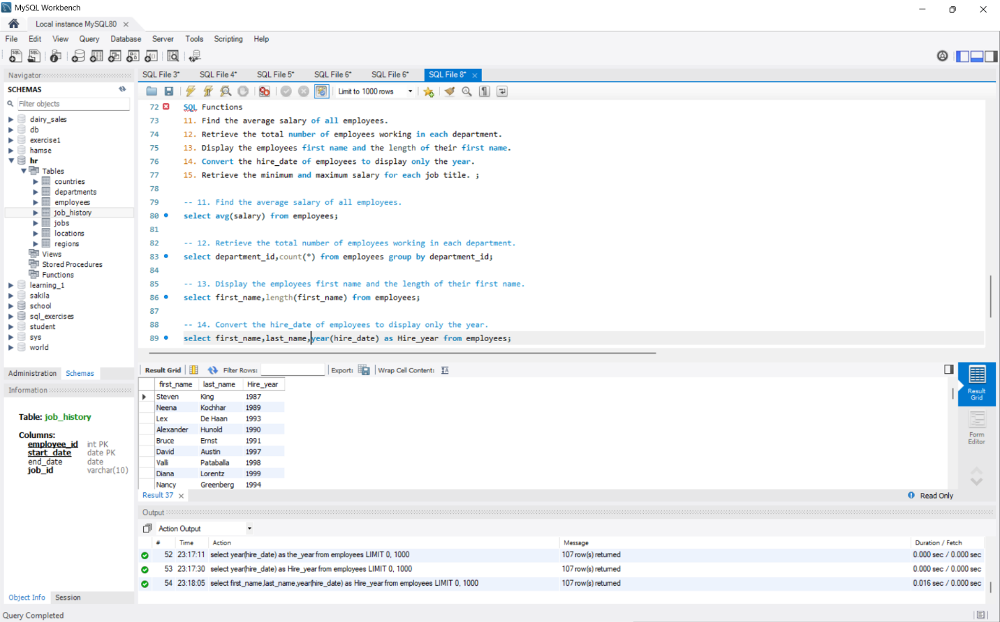 MySQL Workbench
Local instance MySQL80
File Edit View Query Database Server Tools Scripting Help
Navigator
SCHEMAS
Filter objects
dairy_sales
db
exercise1
hamse
hr
Tables
countries
departments
employees
job_history
jobs
locations
regions
Views
Stored Procedures
Functions
learning_1
sakila
school
sql_exercises
student
sys
world
Administration Schemas
Information
Table: job_history
Columns:
employee_id int PK
start_date date PK
end_date date
job_id varchar(10)
Object Info Session
Query Completed
SQL File 3* SQL File 4* SQL File 5* SQL File 6* SQL File 6* SQL File 8*
Limit to 1000 rows
72 SQL Functions
73 11. Find the average salary of all employees.
74 12. Retrieve the total number of employees working in each department.
75 13. Display the employees first name and the length of their first name.
76 14. Convert the hire_date of employees to display only the year.
77 15. Retrieve the minimum and maximum salary for each job title. ;
78
79 -- 11. Find the average salary of all employees.
80 select avg(salary) from employees;
81
82 -- 12. Retrieve the total number of employees working in each department.
83 select department_id,count(*) from employees group by department_id;
84
85 -- 13. Display the employees first name and the length of their first name.
86 select first_name,length(first_name) from employees;
87
88 -- 14. Convert the hire_date of employees to display only the year.
89 select first_name,last_name,year(hire_date) as Hire_year from employees;
Result Grid Filter Rows: Export: Wrap Cell Content:
first_name last_name Hire_year
Steven King 1987
Neena Kochhar 1989
Lex De Haan 1993
Alexander Hunold 1990
Bruce Ernst 1991
David Austin 1997
Valli Pataballa 1998
Diana Lorentz 1999
Nancy Greenberg 1994
Result Grid
Form Editor
Result 37
Read Only
Output
Action Output
# Time Action Message Duration / Fetch
52 23:17:11 select year(hire_date) as the_year from employees LIMIT 0, 1000 107 row(s) returned 0.000 sec / 0.000 sec
53 23:17:30 select year(hire_date) as Hire_year from employees LIMIT 0, 1000 107 row(s) returned 0.000 sec / 0.000 sec
54 23:18:05 select first_name,last_name,year(hire_date) as Hire_year from employees LIMIT 0, 1000 107 row(s) returned 0.016 sec / 0.000 sec